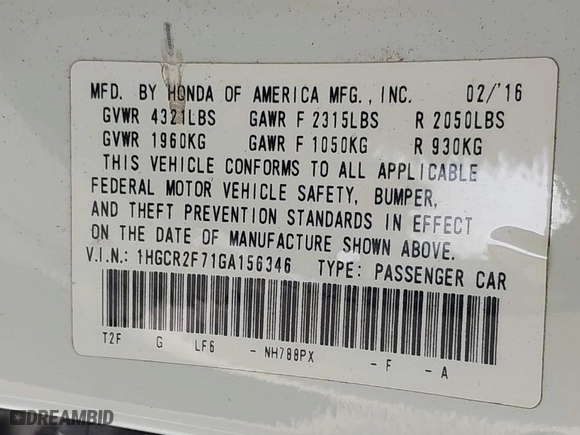 MFD. BY HONDA OF AMERICA MFG., INC. 02/'16
GVWR 4321LBS GAWR F 2315LBS R 2050LBS
GVWR 1960KG GAWR F 1050KG R 930KG
THIS VEHICLE CONFORMS TO ALL APPLICABLE
FEDERAL MOTOR VEHICLE SAFETY, BUMPER,
AND THEFT PREVENTION STANDARDS IN EFFECT
ON THE DATE OF MANUFACTURE SHOWN ABOVE.
V.I.N.: 1HGCR2F71GA156346 TYPE: PASSENGER CAR
T2F G LF6 - NH788PX - F - A
DREAMBID